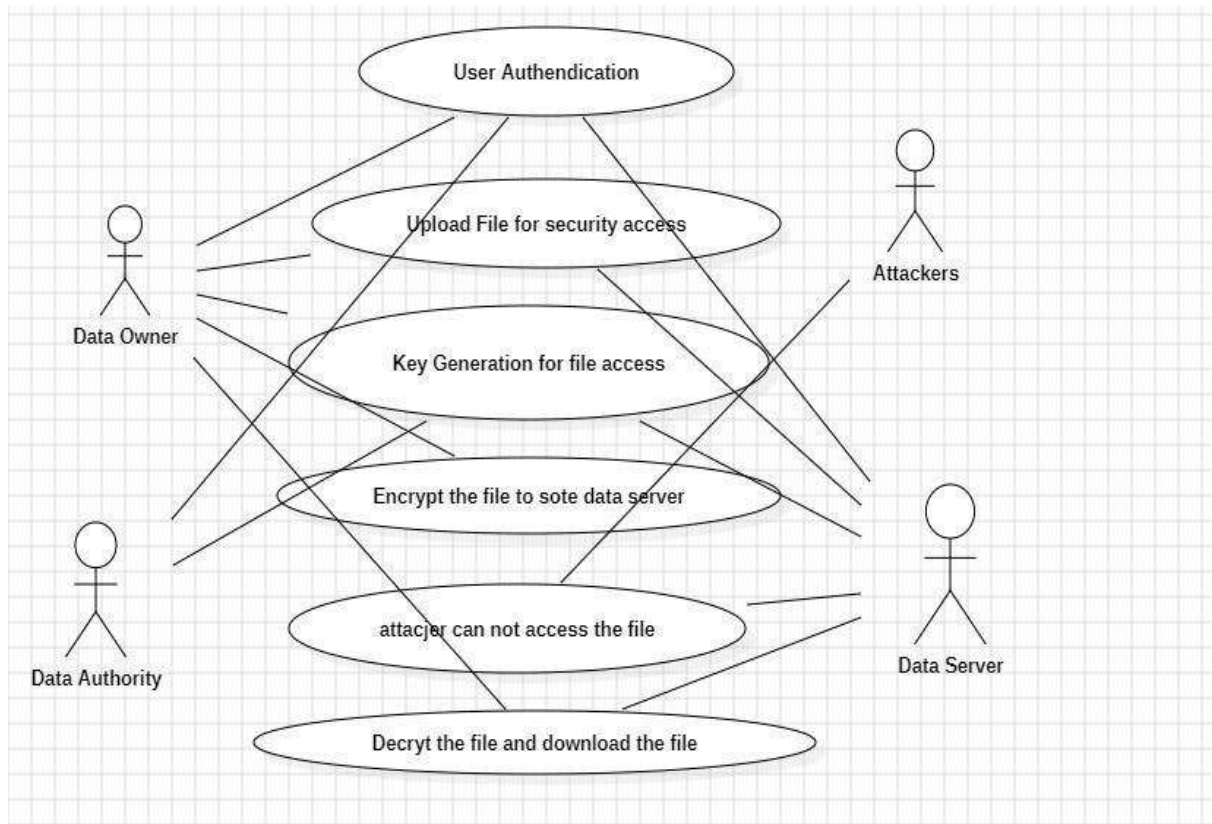 User Authendication
Upload File for security access
Attackers
Data Owner
Key Generation for file access
Encrypt the file to sote data server
attacjer can not access the file
Data Server
Data Authority
Decryt the file and download the file